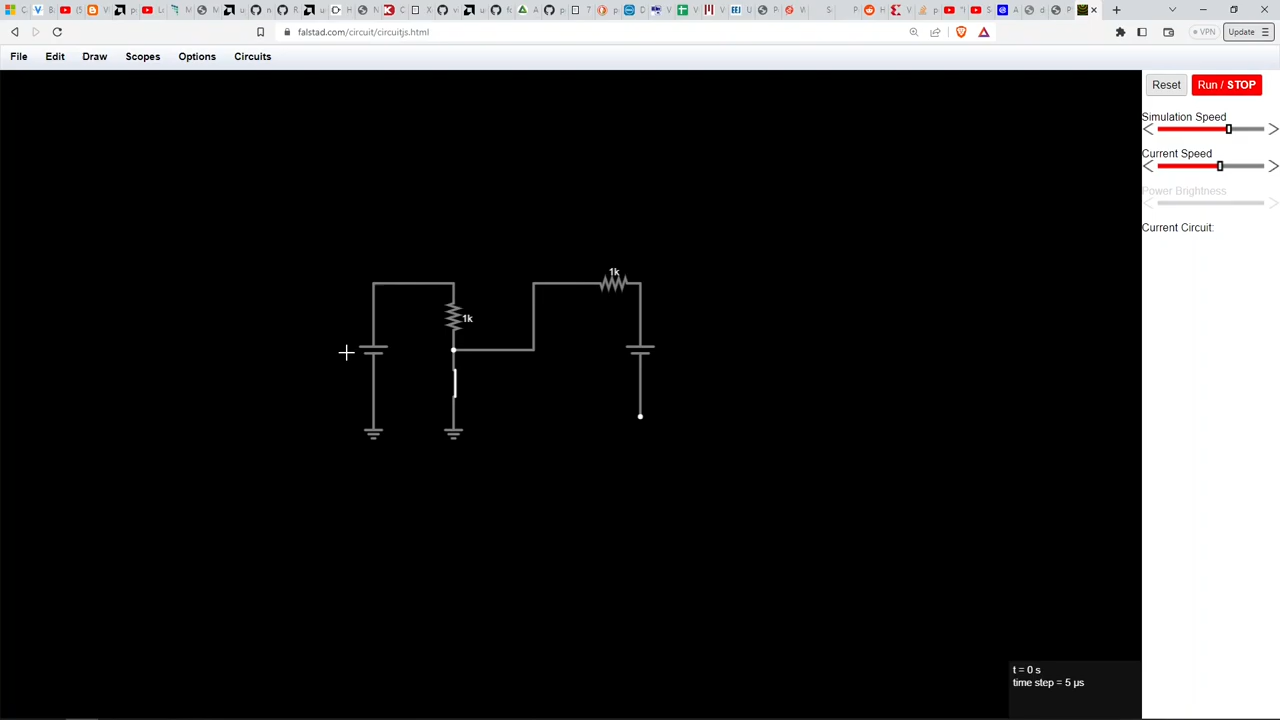 falstad.com/circuit/circuitjs.html
VPN
Update
File Edit Draw Scopes Options Circuits
Reset Run / STOP
Simulation Speed
Current Speed
Power Brightness
Current Circuit:
1k
1k
t = 0 s
time step = 5 μs